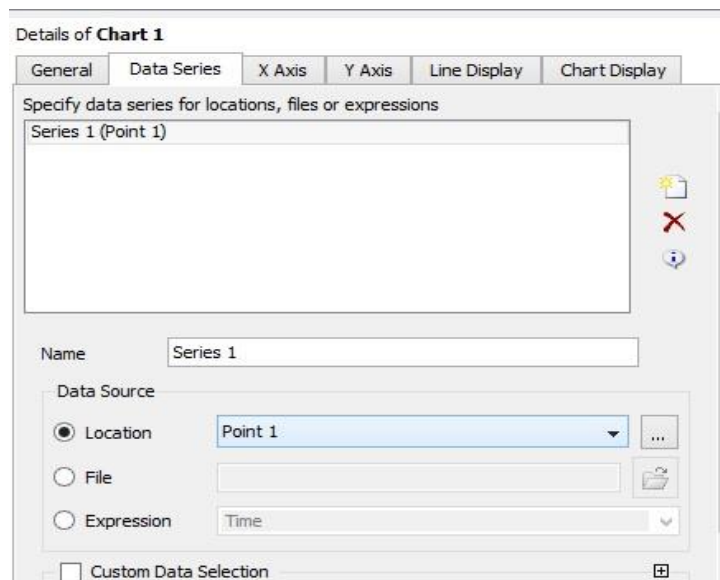 Details of Chart 1
General Data Series X Axis Y Axis Line Display Chart Display
Specify data series for locations, files or expressions
Series 1 (Point 1)
Name Series 1
Data Source
Location Point 1 ...
File
Expression Time
Custom Data Selection